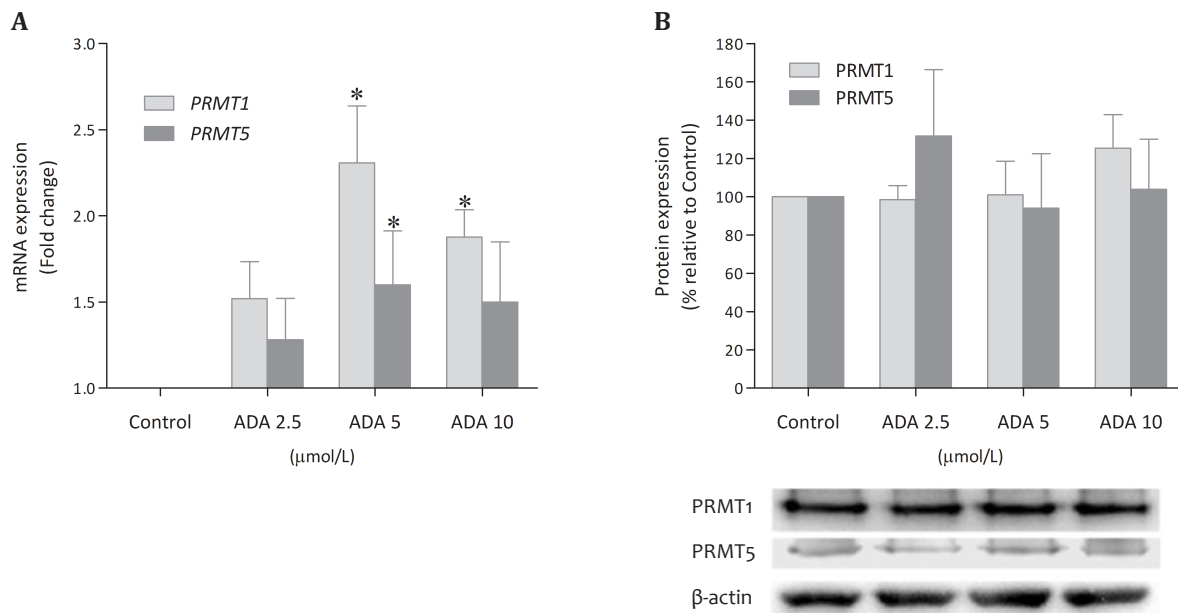 A
mRNA expression
(Fold change)
3.0
2.5
2.0
1.5
1.0
PRMT1
PRMT5
*
*
*
Control
ADA 2.5
ADA 5
ADA 10
(μmol/L)
B
Protein expression
(% relative to Control)
180
160
140
120
100
80
60
40
20
0
PRMT1
PRMT5
Control
ADA 2.5
ADA 5
ADA 10
(μmol/L)
PRMT1
PRMT5
β-actin